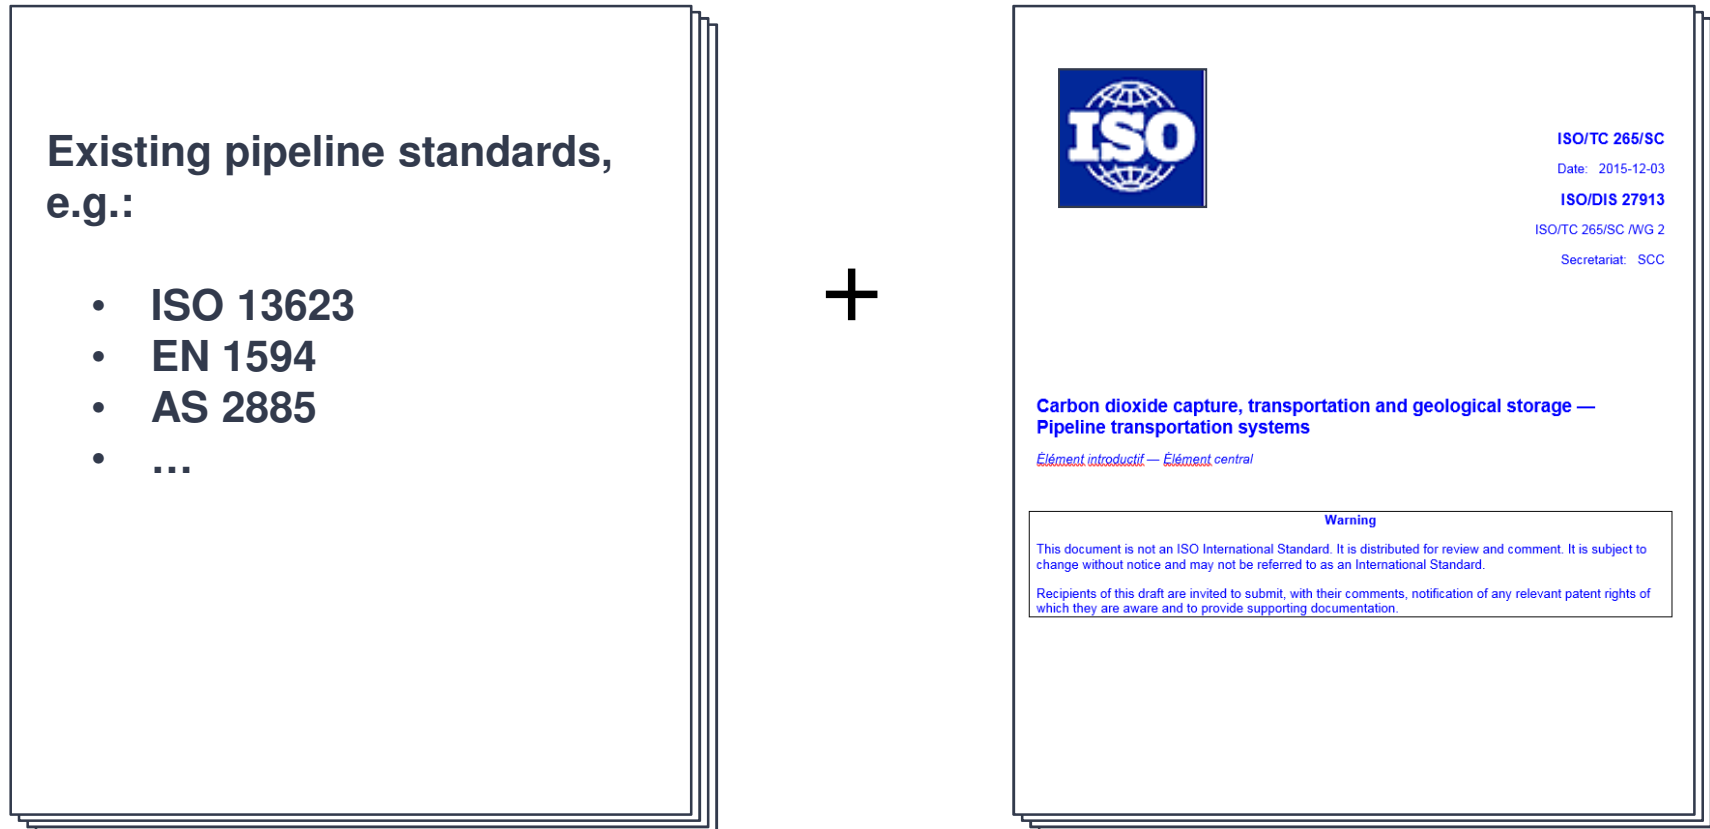 Existing pipeline standards,
e.g.:
• ISO 13623
• EN 1594
• AS 2885
• ...
+
ISO
ISO/TC 265/SC
Date: 2015-12-03
ISO/DIS 27913
ISO/TC 265/SC /WG 2
Secretariat: SCC
Carbon dioxide capture, transportation and geological storage —
Pipeline transportation systems
Élément introductif — Élément central
Warning
This document is not an ISO International Standard. It is distributed for review and comment. It is subject to
change without notice and may not be referred to as an International Standard.
Recipients of this draft are invited to submit, with their comments, notification of any relevant patent rights of
which they are aware and to provide supporting documentation.